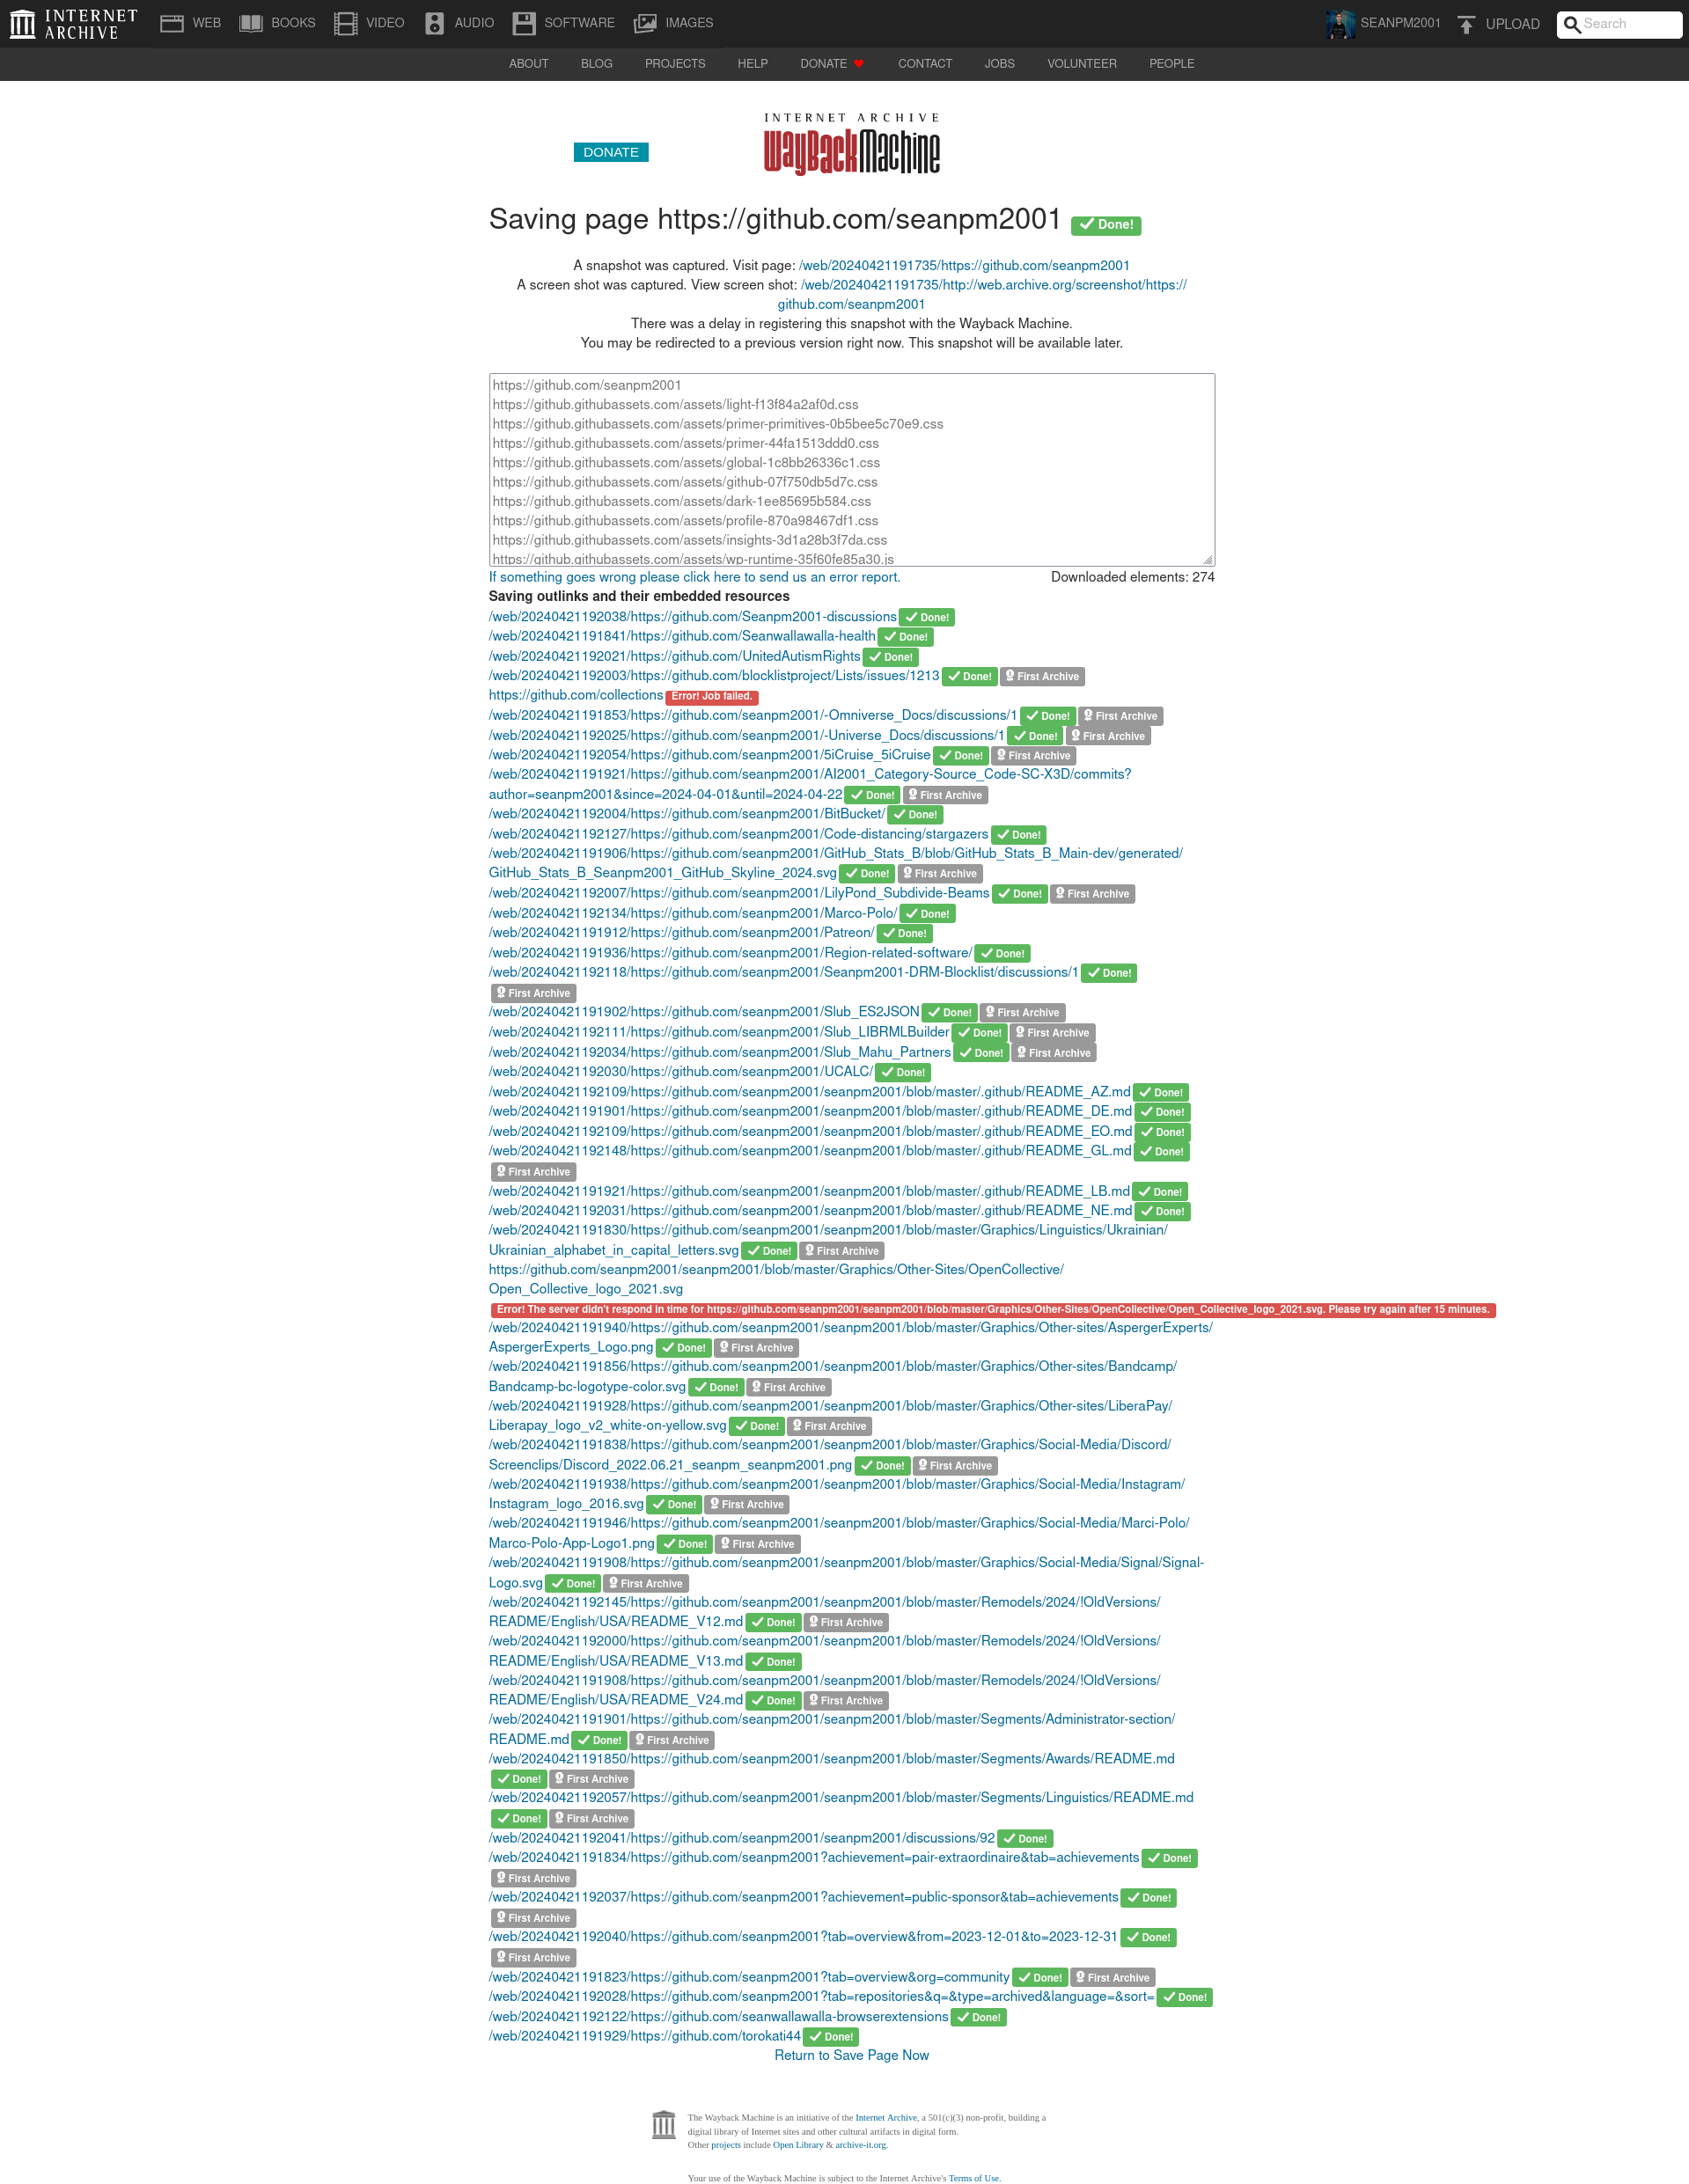 INTERNET
ARCHIVE
WEB BOOKS VIDEO AUDIO SOFTWARE IMAGES SEANPM2001 UPLOAD Search
ABOUT BLOG PROJECTS HELP DONATE CONTACT JOBS VOLUNTEER PEOPLE
INTERNET ARCHIVE
WayBackMachine
DONATE
Saving page https://github.com/seanpm2001 Done!
A snapshot was captured. Visit page: /web/20240421191735/https://github.com/seanpm2001
A screen shot was captured. View screen shot: /web/20240421191735/http://web.archive.org/screenshot/https://
github.com/seanpm2001
There was a delay in registering this snapshot with the Wayback Machine.
You may be redirected to a previous version right now. This snapshot will be available later.
https://github.com/seanpm2001
https://github.githubassets.com/assets/light-f13f84a2af0d.css
https://github.githubassets.com/assets/primer-primitives-0b5bee5c70e9.css
https://github.githubassets.com/assets/primer-44fa1513ddd0.css
https://github.githubassets.com/assets/global-1c8bb26336c1.css
https://github.githubassets.com/assets/github-07f750db5d7c.css
https://github.githubassets.com/assets/dark-1ee85695b584.css
https://github.githubassets.com/assets/profile-870a98467df1.css
https://github.githubassets.com/assets/insights-3d1a28b3f7da.css
https://github.githubassets.com/assets/wp-runtime-35f60fe85a30.js
If something goes wrong please click here to send us an error report. Downloaded elements: 274
Saving outlinks and their embedded resources
/web/20240421192038/https://github.com/Seanpm2001-discussions Done!
/web/20240421191841/https://github.com/Seanwallawalla-health Done!
/web/20240421192021/https://github.com/UnitedAutismRights Done!
/web/20240421192003/https://github.com/blocklistproject/Lists/issues/1213 Done! First Archive
https://github.com/collections Error! Job failed.
/web/20240421191853/https://github.com/seanpm2001/-Omniverse_Docs/discussions/1 Done! First Archive
/web/20240421192025/https://github.com/seanpm2001/-Universe_Docs/discussions/1 Done! First Archive
/web/20240421192054/https://github.com/seanpm2001/5iCruise_5iCruise Done! First Archive
/web/20240421191921/https://github.com/seanpm2001/AI2001_Category-Source_Code-SC-X3D/commits?
author=seanpm2001&since=2024-04-01&until=2024-04-22 Done! First Archive
/web/20240421192004/https://github.com/seanpm2001/BitBucket/ Done!
/web/20240421192127/https://github.com/seanpm2001/Code-distancing/stargazers Done!
/web/20240421191906/https://github.com/seanpm2001/GitHub_Stats_B/blob/GitHub_Stats_B_Main-dev/generated/
GitHub_Stats_B_Seanpm2001_GitHub_Skyline_2024.svg Done! First Archive
/web/20240421192007/https://github.com/seanpm2001/LilyPond_Subdivide-Beams Done! First Archive
/web/20240421192134/https://github.com/seanpm2001/Marco-Polo/ Done!
/web/20240421191912/https://github.com/seanpm2001/Patreon/ Done!
/web/20240421191936/https://github.com/seanpm2001/Region-related-software/ Done!
/web/20240421192118/https://github.com/seanpm2001/Seanpm2001-DRM-Blocklist/discussions/1 Done!
First Archive
/web/20240421191902/https://github.com/seanpm2001/Slub_ES2JSON Done! First Archive
/web/20240421192111/https://github.com/seanpm2001/Slub_LIBRMLBuilder Done! First Archive
/web/20240421192034/https://github.com/seanpm2001/Slub_Mahu_Partners Done! First Archive
/web/20240421192030/https://github.com/seanpm2001/UCALC/ Done!
/web/20240421192109/https://github.com/seanpm2001/seanpm2001/blob/master/.github/README_AZ.md Done!
/web/20240421191901/https://github.com/seanpm2001/seanpm2001/blob/master/.github/README_DE.md Done!
/web/20240421192109/https://github.com/seanpm2001/seanpm2001/blob/master/.github/README_EO.md Done!
/web/20240421192148/https://github.com/seanpm2001/seanpm2001/blob/master/.github/README_GL.md Done!
First Archive
/web/20240421191921/https://github.com/seanpm2001/seanpm2001/blob/master/.github/README_LB.md Done!
/web/20240421192031/https://github.com/seanpm2001/seanpm2001/blob/master/.github/README_NE.md Done!
/web/20240421191830/https://github.com/seanpm2001/seanpm2001/blob/master/Graphics/Linguistics/Ukrainian/
Ukrainian_alphabet_in_capital_letters.svg Done! First Archive
https://github.com/seanpm2001/seanpm2001/blob/master/Graphics/Other-Sites/OpenCollective/
Open_Collective_logo_2021.svg
Error! The server didn't respond in time for https://github.com/seanpm2001/seanpm2001/blob/master/Graphics/Other-Sites/OpenCollective/Open_Collective_logo_2021.svg. Please try again after 15 minutes.
/web/20240421191940/https://github.com/seanpm2001/seanpm2001/blob/master/Graphics/Other-sites/AspergerExperts/
AspergerExperts_Logo.png Done! First Archive
/web/20240421191856/https://github.com/seanpm2001/seanpm2001/blob/master/Graphics/Other-sites/Bandcamp/
Bandcamp-bc-logotype-color.svg Done! First Archive
/web/20240421191928/https://github.com/seanpm2001/seanpm2001/blob/master/Graphics/Other-sites/LiberaPay/
Liberapay_logo_v2_white-on-yellow.svg Done! First Archive
/web/20240421191838/https://github.com/seanpm2001/seanpm2001/blob/master/Graphics/Social-Media/Discord/
Screenclips/Discord_2022.06.21_seanpm_seanpm2001.png Done! First Archive
/web/20240421191938/https://github.com/seanpm2001/seanpm2001/blob/master/Graphics/Social-Media/Instagram/
Instagram_logo_2016.svg Done! First Archive
/web/20240421191946/https://github.com/seanpm2001/seanpm2001/blob/master/Graphics/Social-Media/Marci-Polo/
Marco-Polo-App-Logo1.png Done! First Archive
/web/20240421191908/https://github.com/seanpm2001/seanpm2001/blob/master/Graphics/Social-Media/Signal/Signal-
Logo.svg Done! First Archive
/web/20240421192145/https://github.com/seanpm2001/seanpm2001/blob/master/Remodels/2024/!OldVersions/
README/English/USA/README_V12.md Done! First Archive
/web/20240421192000/https://github.com/seanpm2001/seanpm2001/blob/master/Remodels/2024/!OldVersions/
README/English/USA/README_V13.md Done!
/web/20240421191908/https://github.com/seanpm2001/seanpm2001/blob/master/Remodels/2024/!OldVersions/
README/English/USA/README_V24.md Done! First Archive
/web/20240421191901/https://github.com/seanpm2001/seanpm2001/blob/master/Segments/Administrator-section/
README.md Done! First Archive
/web/20240421191850/https://github.com/seanpm2001/seanpm2001/blob/master/Segments/Awards/README.md
Done! First Archive
/web/20240421192057/https://github.com/seanpm2001/seanpm2001/blob/master/Segments/Linguistics/README.md
Done! First Archive
/web/20240421192041/https://github.com/seanpm2001/seanpm2001/discussions/92 Done!
/web/20240421191834/https://github.com/seanpm2001?achievement=pair-extraordinaire&tab=achievements Done!
First Archive
/web/20240421192037/https://github.com/seanpm2001?achievement=public-sponsor&tab=achievements Done!
First Archive
/web/20240421192040/https://github.com/seanpm2001?tab=overview&from=2023-12-01&to=2023-12-31 Done!
First Archive
/web/20240421191823/https://github.com/seanpm2001?tab=overview&org=community Done! First Archive
/web/20240421192028/https://github.com/seanpm2001?tab=repositories&q=&type=archived&language=&sort= Done!
/web/20240421192122/https://github.com/seanwallawalla-browserextensions Done!
/web/20240421191929/https://github.com/torokati44 Done!
Return to Save Page Now
The Wayback Machine is an initiative of the Internet Archive, a 501(c)(3) non-profit, building a
digital library of Internet sites and other cultural artifacts in digital form.
Other projects include Open Library & archive-it.org.
Your use of the Wayback Machine is subject to the Internet Archive's Terms of Use.